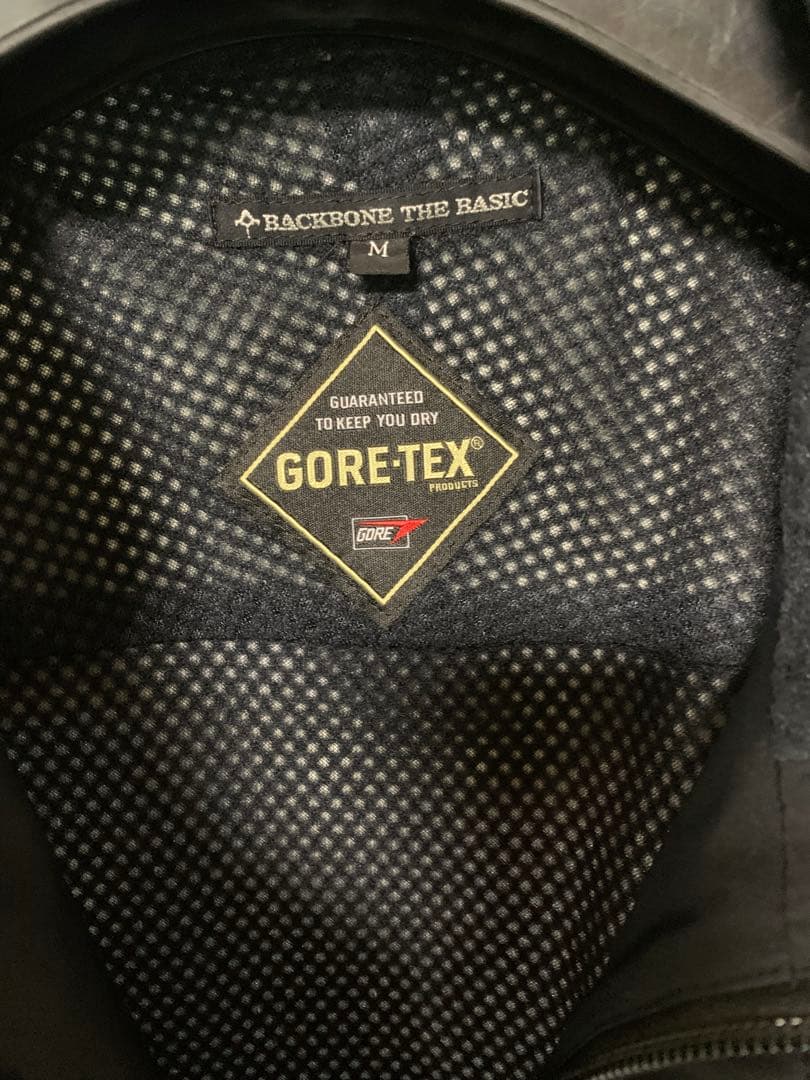 BACKBONE THE BASIC
M
GUARANTEED
TO KEEP YOU DRY
GORE-TEX®
PRODUCTS
GORE